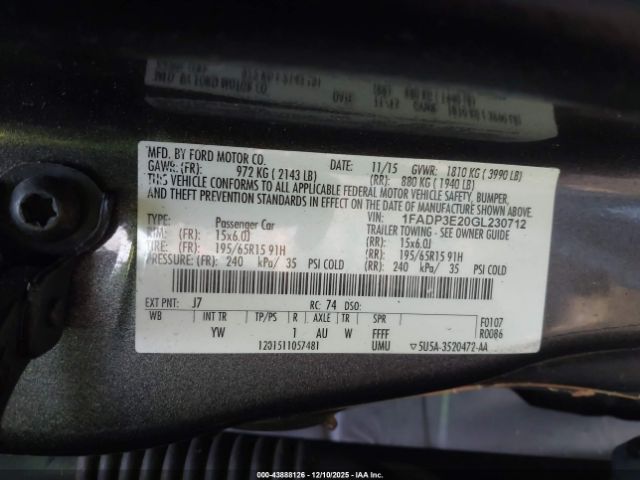 MFD. BY FORD MOTOR CO.
DATE: 11/15 GVWR: 1810 KG ( 3990 LB)
GAWR: (FR): 972 KG ( 2143 LB) (RR): 880 KG ( 1940 LB)
THIS VEHICLE CONFORMS TO ALL APPLICABLE FEDERAL MOTOR VEHICLE SAFETY, BUMPER,
AND THEFT PREVENTION STANDARDS IN EFFECT ON THE DATE OF MANUFACTURE SHOWN ABOVE.
VIN: 1FADP3E20GL230712
TYPE: Passenger Car TRAILER TOWING - SEE OWNER GUIDE
RIM: (FR): 15x6.0J (RR): 15x6.0J
TIRE: (FR): 195/65R15 91H (RR): 195/65R15 91H
PRESSURE: (FR): 240 kPa/ 35 PSI COLD (RR): 240 kPa/ 35 PSI COLD
EXT PNT: J7 RC: 74 DSO:
WB INT TR TP/PS R AXLE TR SPR F0107
YW 1 AU W FFFF R0086
1201511057481 UMU ▽5U5A-3520472-AA
000-43888126 - 12/10/2025 - IAAI.COM